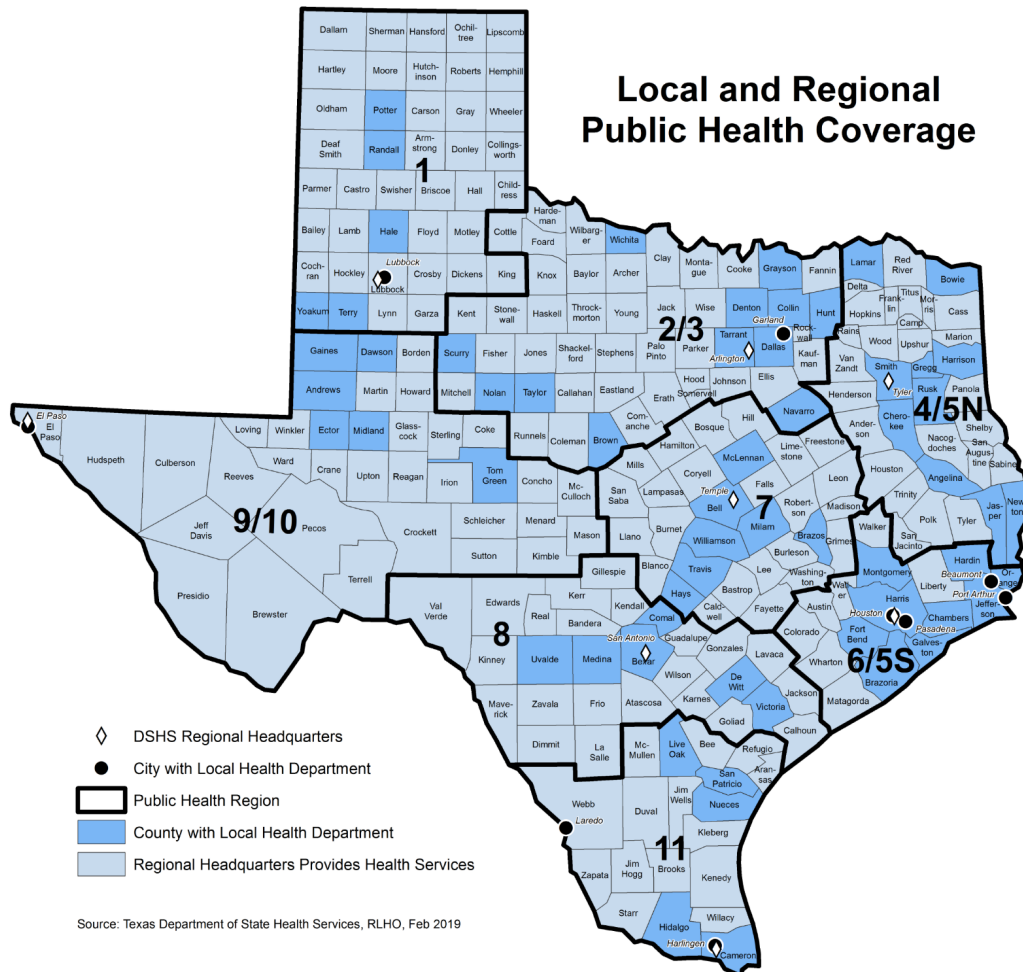 Local and Regional
Public Health Coverage
Dallam
Sherman
Hansford
Ochil-
tree
Lipscomb
Hartley
Moore
Hutch-
inson
Roberts
Hemphill
Oldham
Potter
Carson
Gray
Wheeler
Deaf
Smith
Randall
Arm-
strong
Donley
Collings-
worth
1
Parmer
Castro
Swisher
Briscoe
Hall
Child-
ress
Bailey
Lamb
Hale
Floyd
Motley
Cottle
Harde-
man
Foard
Wilbar-
ger
Wichita
Coch-
ran
Hockley
Lubbock
Lubbock
Crosby
Dickens
King
Knox
Baylor
Archer
Clay
Monta-
gue
Cooke
Grayson
Fannin
Lamar
Red
River
Bowie
Yoakum
Terry
Lynn
Garza
Kent
Stone-
wall
Haskell
Throck-
morton
Young
Jack
Wise
Denton
Collin
Hunt
Delta
Hopkins
Frank-
lin
Titus
Mor-
ris
Cass
Camp
Marion
2/3
Garland
Rock-
wall
Rains
Wood
Upshur
Gaines
Dawson
Borden
Scurry
Fisher
Jones
Shackel-
ford
Stephens
Palo
Pinto
Parker
Tarrant
Arlington
Dallas
Kauf-
man
Van
Zandt
Smith
Tyler
Gregg
Harrison
Andrews
Martin
Howard
Mitchell
Nolan
Taylor
Callahan
Eastland
Erath
Hood
Somervell
Johnson
Ellis
Henderson
Rusk
Panola
4/5N
El Paso
El
Paso
Hudspeth
Culberson
Loving
Winkler
Ector
Midland
Glass-
cock
Sterling
Coke
Runnels
Coleman
Brown
Co-
manche
Bosque
Hill
Navarro
Ander-
son
Chero-
kee
Nacog-
doches
Shelby
San
Augus-
tine
Sabine
Reeves
Ward
Crane
Upton
Reagan
Irion
Tom
Green
Concho
Mc-
Culloch
Mills
Hamilton
McLennan
Lime-
stone
Freestone
Coryell
San
Saba
Lampasas
Temple
Bell
Falls
7
Leon
Houston
Angelina
Trinity
Polk
Tyler
Jas-
per
New-
ton
9/10
Jeff
Davis
Pecos
Crockett
Schleicher
Menard
Mason
Llano
Burnet
Williamson
Milam
Robert-
son
Madison
Brazos
Grimes
Walker
San
Jacinto
Presidio
Brewster
Terrell
Sutton
Kimble
Gillespie
Blanco
Travis
Hays
Lee
Burleson
Washing-
ton
Bastrop
Cald-
well
Fayette
Wal-
ler
Montgomery
Liberty
Hardin
Beaumont
Or-
ange
Port Arthur
Jeffer-
son
Val
Verde
Edwards
Real
Kerr
Bandera
Kendall
Comal
Austin
Harris
Houston
Pasadena
Chambers
Colorado
Fort
Bend
Galves-
ton
6/5S
8
Kinney
Uvalde
Medina
San Antonio
Bexar
Guadalupe
Gonzales
Lavaca
Wharton
Brazoria
Matagorda
Wilson
De
Witt
Jackson
Mave-
rick
Zavala
Frio
Atascosa
Karnes
Victoria
Goliad
Calhoun
Dimmit
La
Salle
Mc-
Mullen
Live
Oak
Bee
Refugio
Aran-
sas
San
Patricio
Webb
Laredo
Duval
Jim
Wells
Nueces
Kleberg
11
Zapata
Jim
Hogg
Brooks
Kenedy
Starr
Hidalgo
Willacy
Harlingen
Cameron
DSHS Regional Headquarters
City with Local Health Department
Public Health Region
County with Local Health Department
Regional Headquarters Provides Health Services
Source: Texas Department of State Health Services, RLHO, Feb 2019